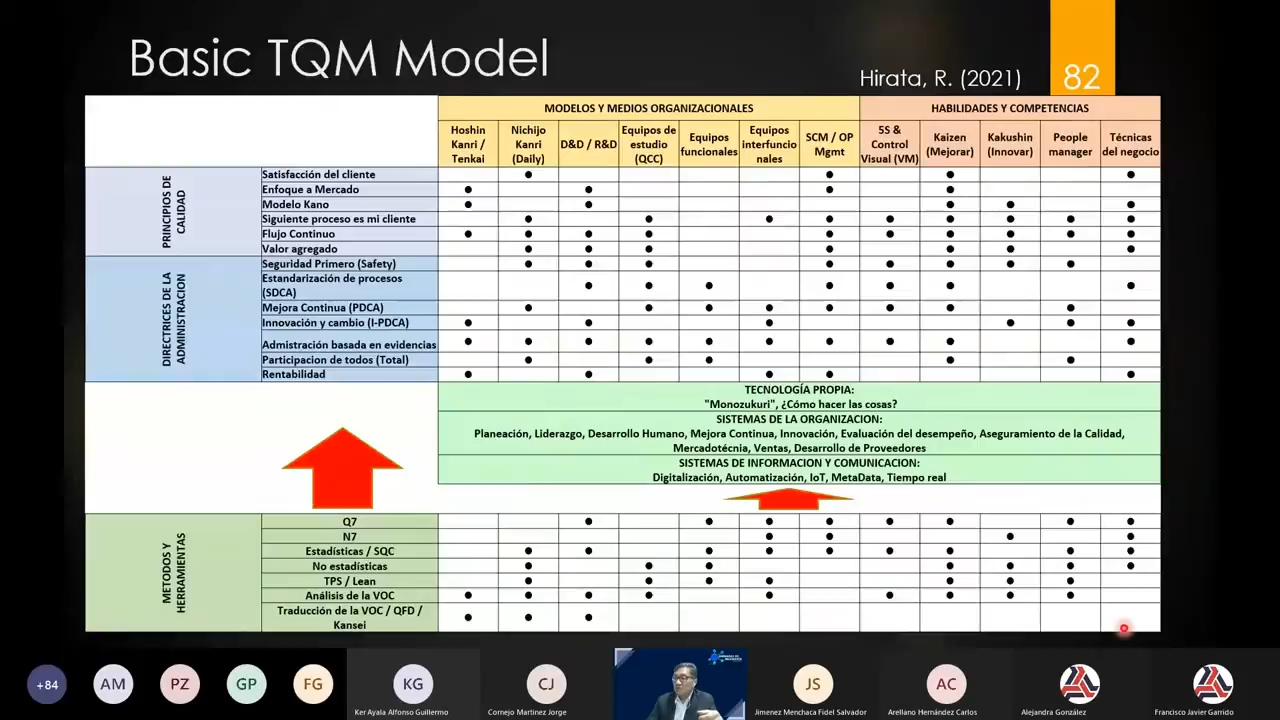 Basic TQM Model
Hirata, R. (2021)
82
MODELOS Y MEDIOS ORGANIZACIONALES
HABILIDADES Y COMPETENCIAS
Hoshin
Kanri /
Tenkai
Nichijo
Kanri
(Daily)
D&D / R&D
Equipos de
estudio
(QCC)
Equipos
funcionales
Equipos
interfuncio
nales
SCM / OP
Mgmt
5S &
Control
Visual (VM)
Kaizen
(Mejorar)
Kakushin
(Innovar)
People
manager
Técnicas
del negocio
PRINCIPIOS DE
CALIDAD
Satisfacción del cliente
Enfoque a Mercado
Modelo Kano
Siguiente proceso es mi cliente
Flujo Continuo
Valor agregado
DIRECTRICES DE LA
ADMINISTRACION
Seguridad Primero (Safety)
Estandarización de procesos
(SDCA)
Mejora Continua (PDCA)
Innovación y cambio (I-PDCA)
Admistración basada en evidencias
Participacion de todos (Total)
Rentabilidad
TECNOLOGÍA PROPIA:
"Monozukuri", ¿Cómo hacer las cosas?
SISTEMAS DE LA ORGANIZACION:
Planeación, Liderazgo, Desarrollo Humano, Mejora Continua, Innovación, Evaluación del desempeño, Aseguramiento de la Calidad,
Mercadotécnia, Ventas, Desarrollo de Proveedores
SISTEMAS DE INFORMACION Y COMUNICACION:
Digitalización, Automatización, IoT, MetaData, Tiempo real
METODOS Y
HERRAMIENTAS
Q7
N7
Estadísticas / SQC
No estadísticas
TPS / Lean
Análisis de la VOC
Traducción de la VOC / QFD /
Kansei
+84
AM
PZ
GP
FG
KG
Ker Ayala Alfonso Guillermo
CJ
Cornejo Martinez Jorge
JS
Jimenez Menchaca Fidel Salvador
AC
Arellano Hernández Carlos
Alejandra González
Francisco Javier Garrido